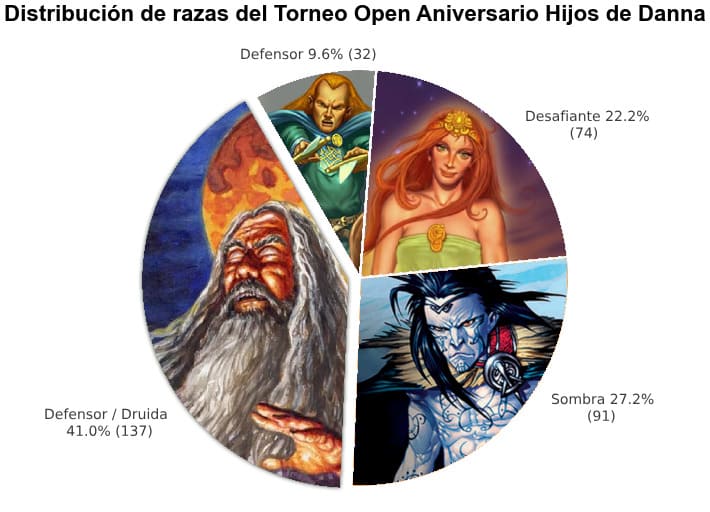 Distribución de razas del Torneo Open Aniversario Hijos de Danna
Defensor 9.6% (32)
Desafiante 22.2%
(74)
Sombra 27.2%
(91)
Defensor / Druida
41.0% (137)